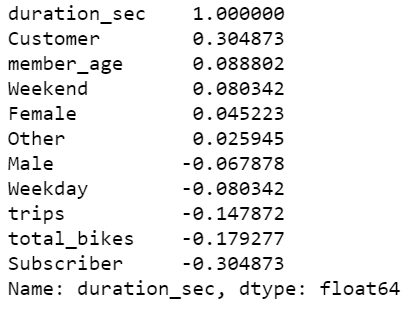 duration_sec    1.000000
Customer        0.304873
member_age      0.088802
Weekend         0.080342
Female          0.045223
Other           0.025945
Male           -0.067878
Weekday        -0.080342
trips          -0.147872
total_bikes    -0.179277
Subscriber     -0.304873
Name: duration_sec, dtype: float64